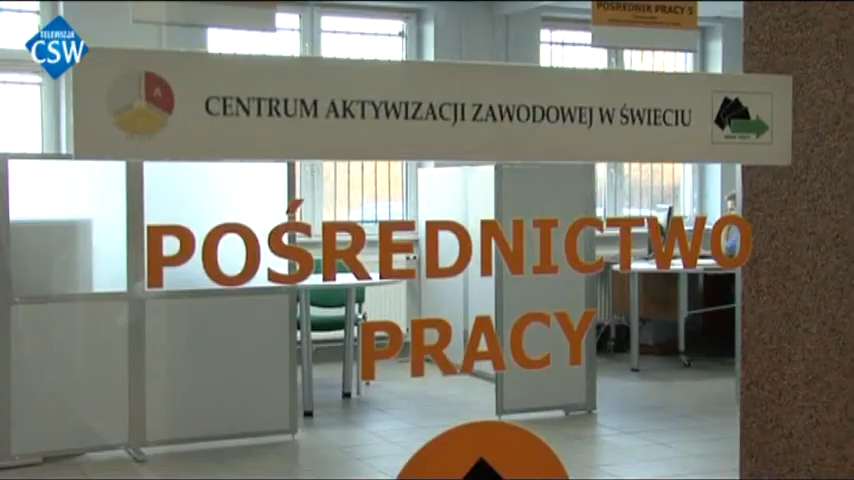 TELEWIZJA
CSW
POŚREDNIK PRACY 5
CENTRUM AKTYWIZACJI ZAWODOWEJ W ŚWIECIU
POŚREDNICTWO
PRACY